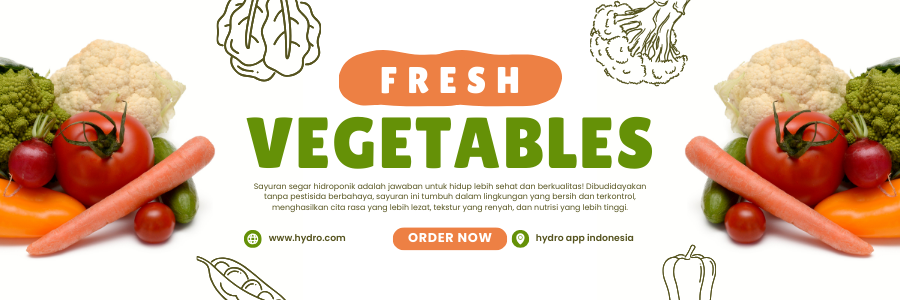 FRESH
VEGETABLES
Sayuran segar hidroponik adalah jawaban untuk hidup lebih sehat dan berkualitas! Dibudidayakan
tanpa pestisida berbahaya, sayuran ini tumbuh dalam lingkungan yang bersih dan terkontrol,
menghasilkan cita rasa yang lebih lezat, tekstur yang renyah, dan nutrisi yang lebih tinggi.
www.hydro.com
ORDER NOW
hydro app indonesia